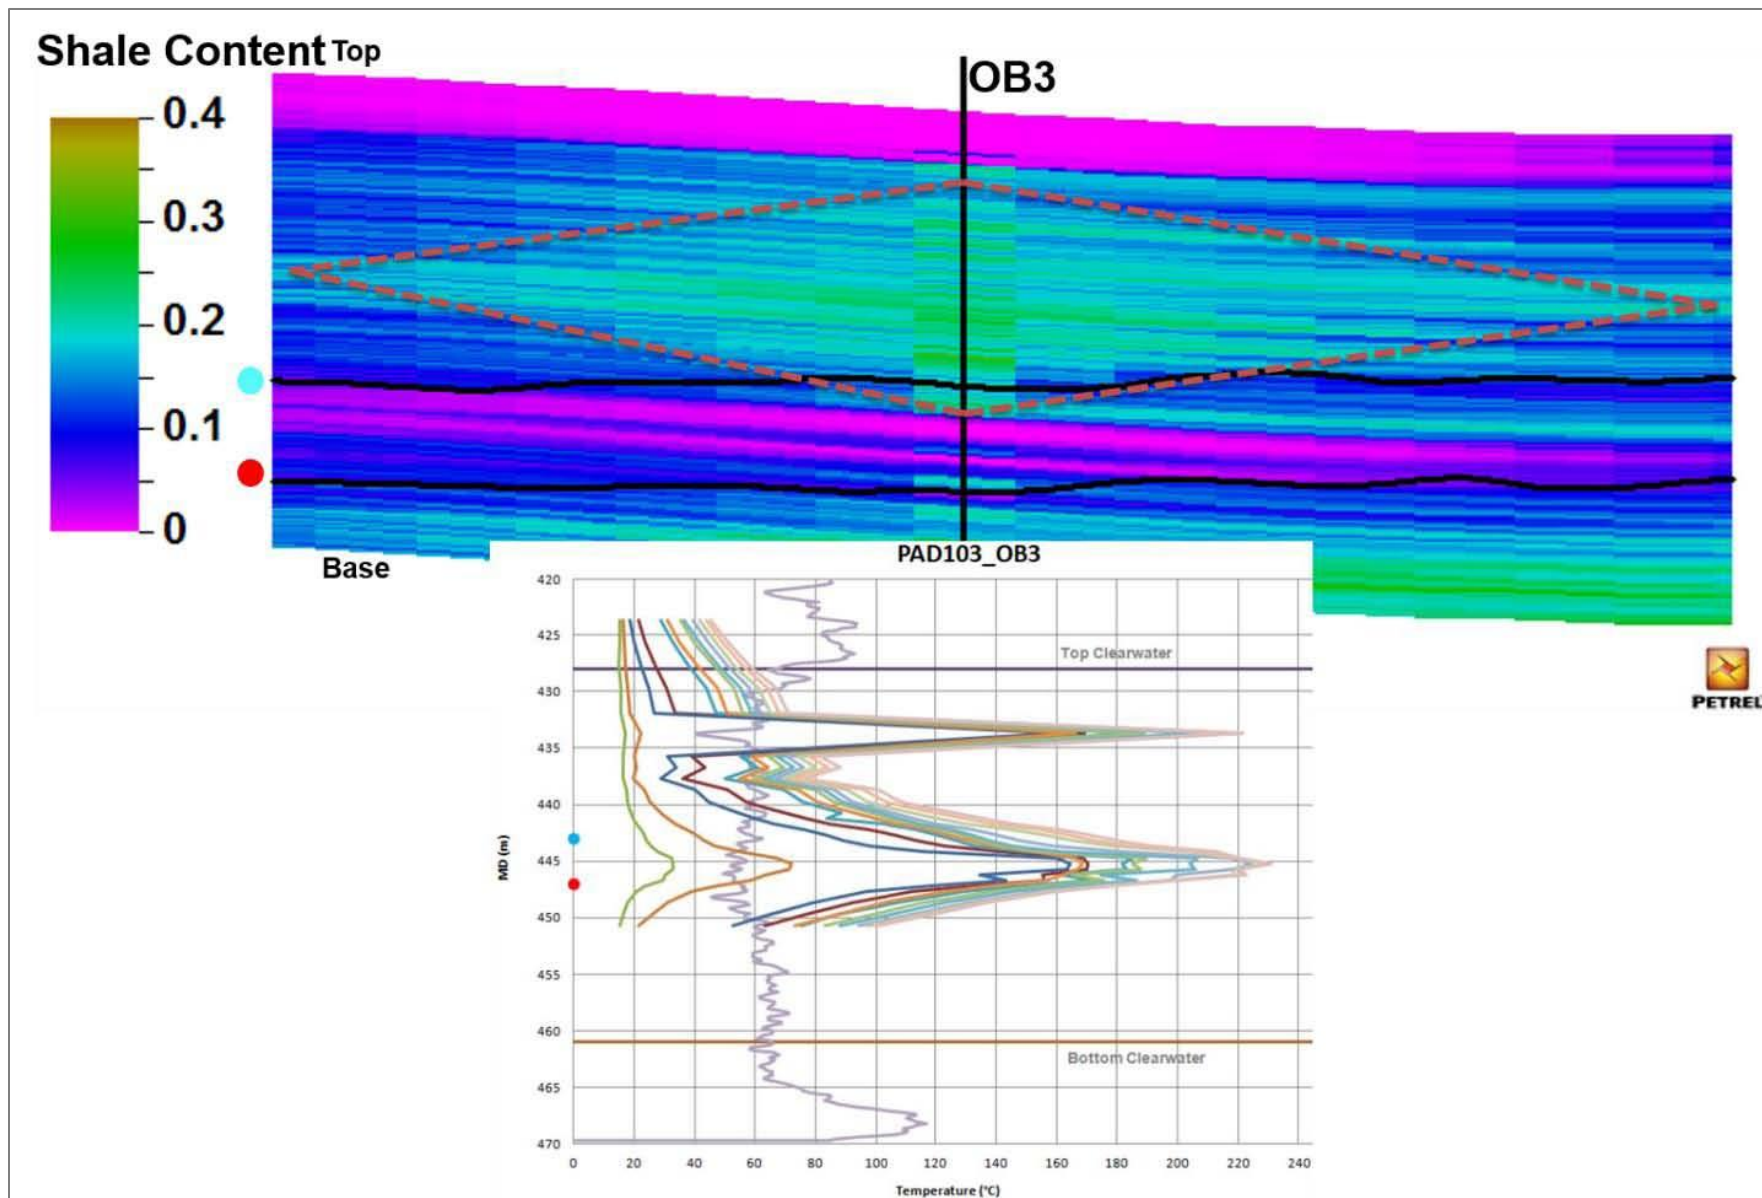 Shale Content Top
OB3
0.4
0.3
0.2
0.1
0
Base
PAD103_OB3
420
425
430
435
440
445
450
455
460
465
470
MD (m)
Top Clearwater
Bottom Clearwater
0 20 40 60 80 100 120 140 160 180 200 220 240
Temperature (°C)
PETREL